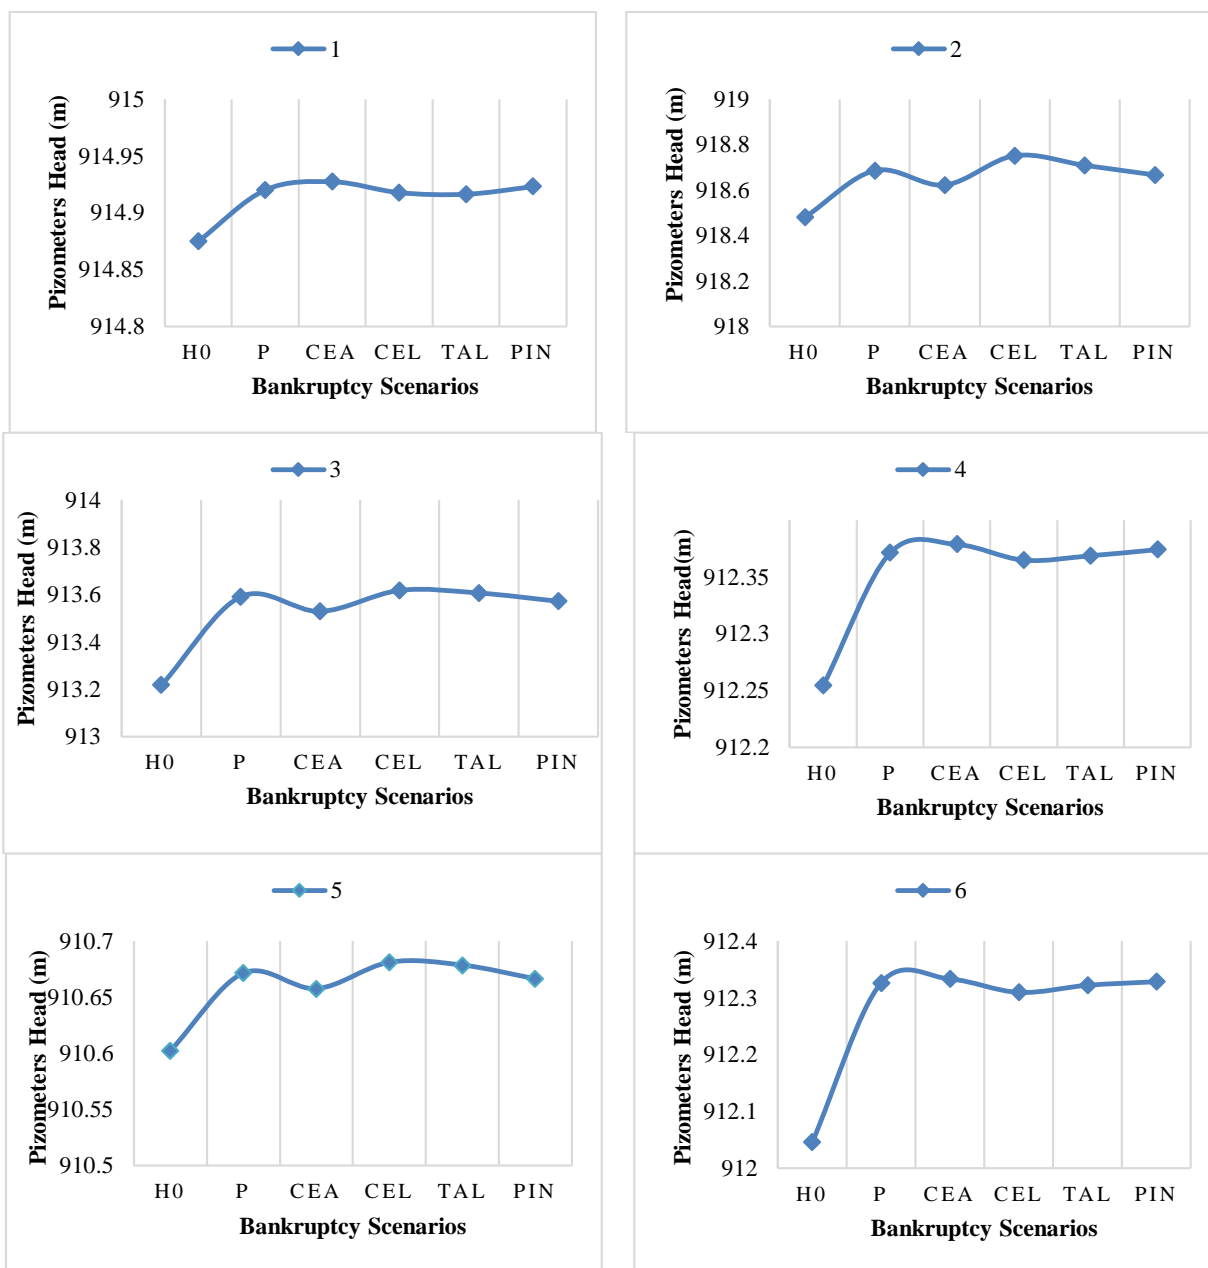 1
Pizometers Head (m)
915
914.95
914.9
914.85
914.8
H0 P CEA CEL TAL PIN
Bankruptcy Scenarios
2
Pizometers Head (m)
919
918.8
918.6
918.4
918.2
918
H0 P CEA CEL TAL PIN
Bankruptcy Scenarios
3
Pizometers Head (m)
914
913.8
913.6
913.4
913.2
913
H0 P CEA CEL TAL PIN
Bankruptcy Scenarios
4
Pizometers Head(m)
912.35
912.3
912.25
912.2
H0 P CEA CEL TAL PIN
Bankruptcy Scenarios
5
Pizometers Head (m)
910.7
910.65
910.6
910.55
910.5
H0 P CEA CEL TAL PIN
Bankruptcy Scenarios
6
Pizometers Head (m)
912.4
912.3
912.2
912.1
912
H0 P CEA CEL TAL PIN
Bankruptcy Scenarios